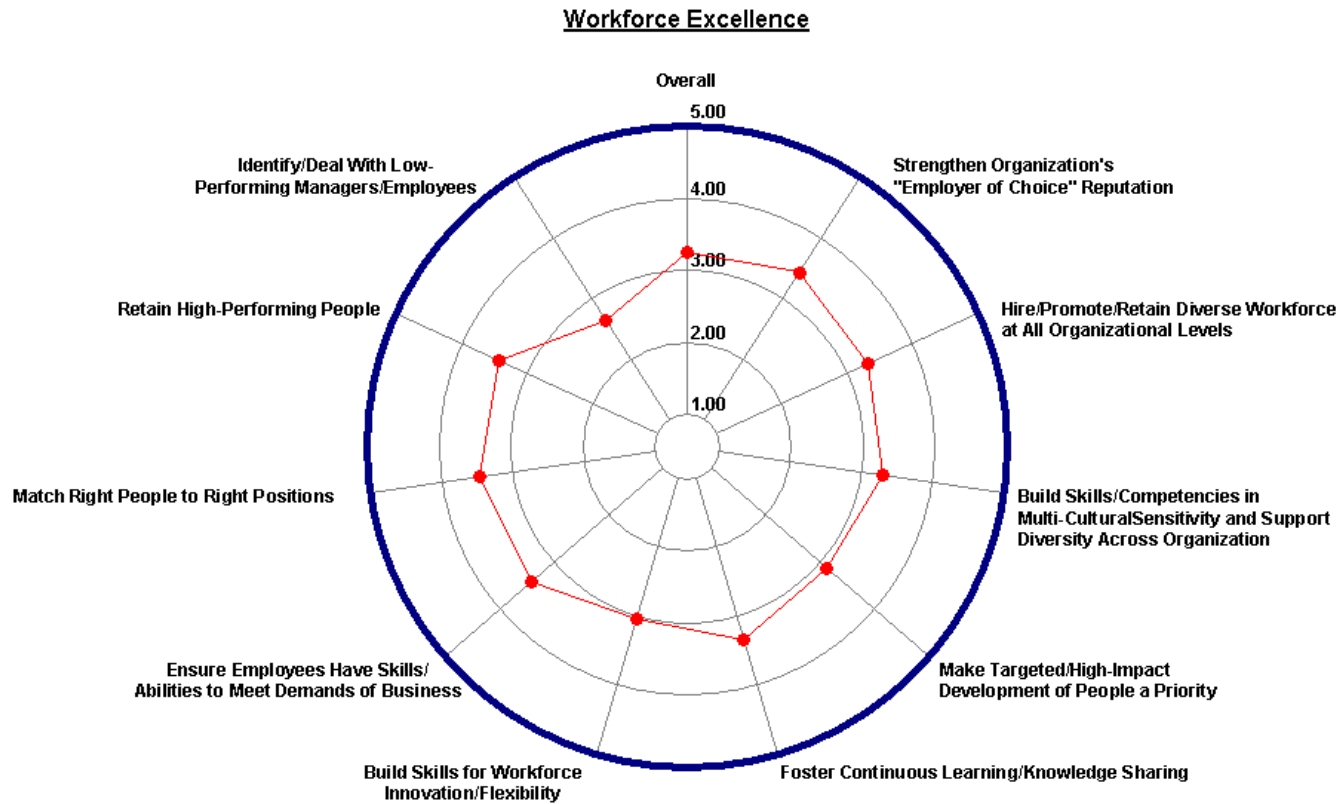 Workforce Excellence
Overall
5.00
4.00
3.00
2.00
1.00
Strengthen Organization's
"Employer of Choice" Reputation
Hire/Promote/Retain Diverse Workforce
at All Organizational Levels
Build Skills/Competencies in
Multi-CulturalSensitivity and Support
Diversity Across Organization
Make Targeted/High-Impact
Development of People a Priority
Foster Continuous Learning/Knowledge Sharing
Build Skills for Workforce
Innovation/Flexibility
Ensure Employees Have Skills/
Abilities to Meet Demands of Business
Match Right People to Right Positions
Retain High-Performing People
Identify/Deal With Low-
Performing Managers/Employees